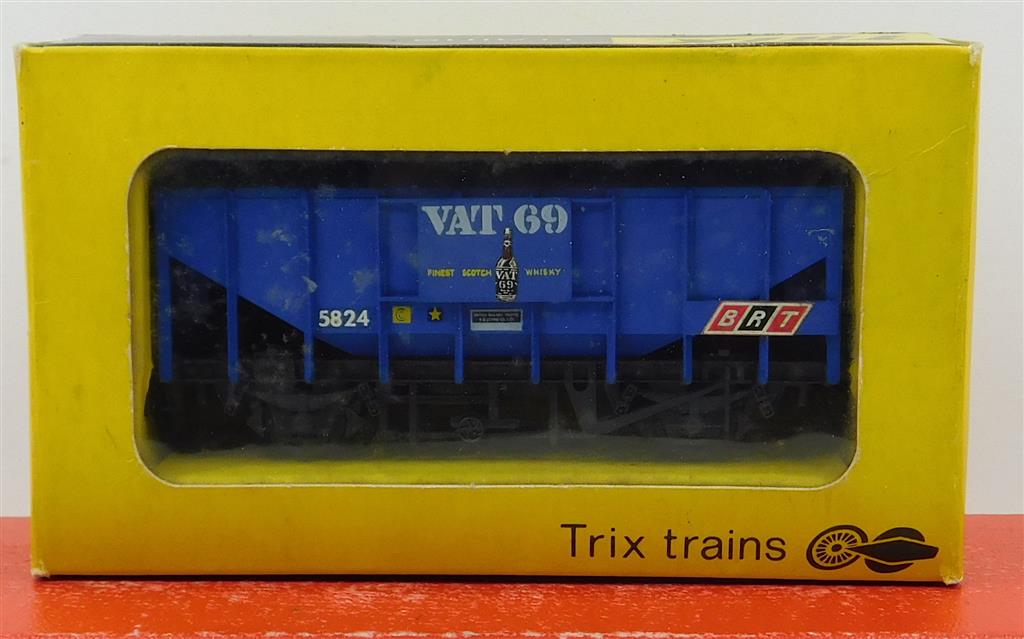 VAT 69
FINEST SCOTCH 'WHISKY'
VAT
69
5824
C
BRT
Trix trains